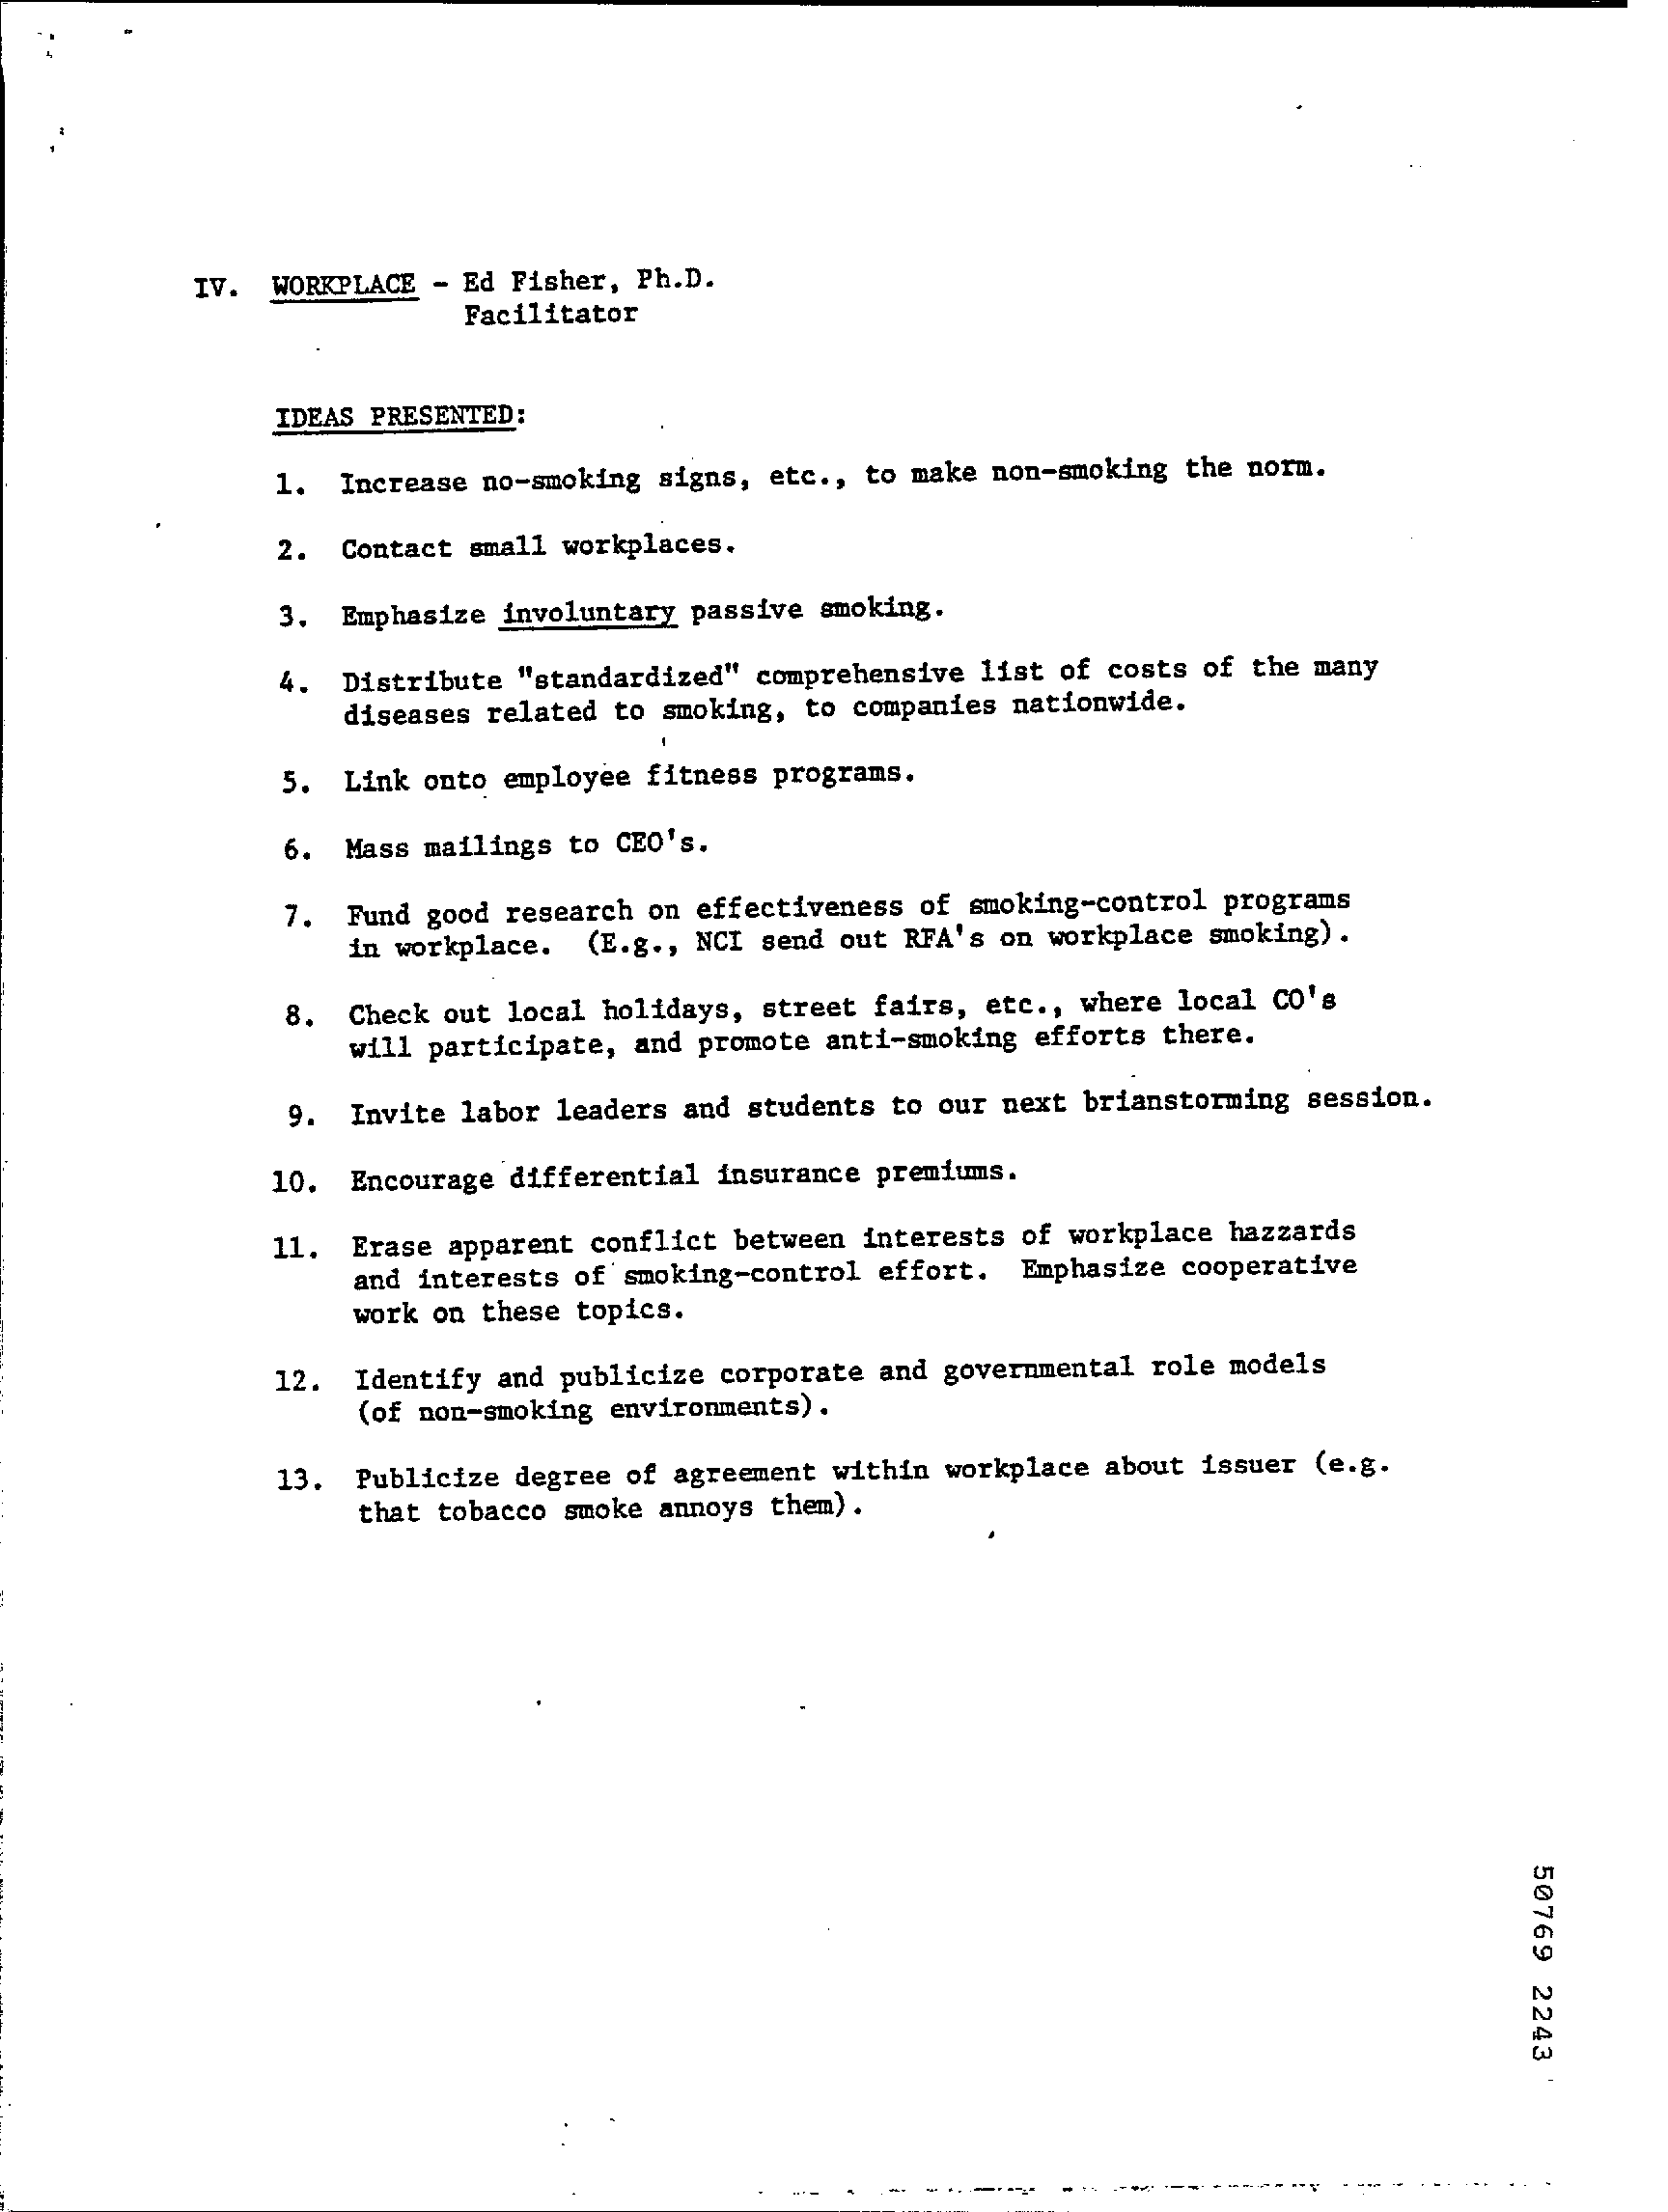 IV. WORKPLACE - Ed Fisher, Ph.D.
Facilitator
IDEAS PRESENTED:
1. Increase no-smoking signs, etc., to make non-smoking the norm.
2. Contact small workplaces.
3. Emphasize involuntary passive smoking.
4. Distribute "standardized" comprehensive list of costs of the many
diseases related to smoking, to companies nationwide.
5. Link onto employee fitness programs.
6. Mass mailings to CEO's.
7. Fund good research on effectiveness of smoking-control programs
in workplace. (E.g., NCI send out RFA's on workplace smoking).
8. Check out local holidays, street fairs, etc., where local CO's
will participate, and promote anti-smoking efforts there.
9. Invite labor leaders and students to our next brianstorming session.
10. Encourage differential insurance premiums.
11. Erase apparent conflict between interests of workplace hazzards
and interests of smoking-control effort. Emphasize cooperative
work on these topics.
12. Identify and publicize corporate and governmental role models
(of non-smoking environments).
13. Publicize degree of agreement within workplace about issuer (e.g.
that tobacco smoke annoys them).
50769 2243